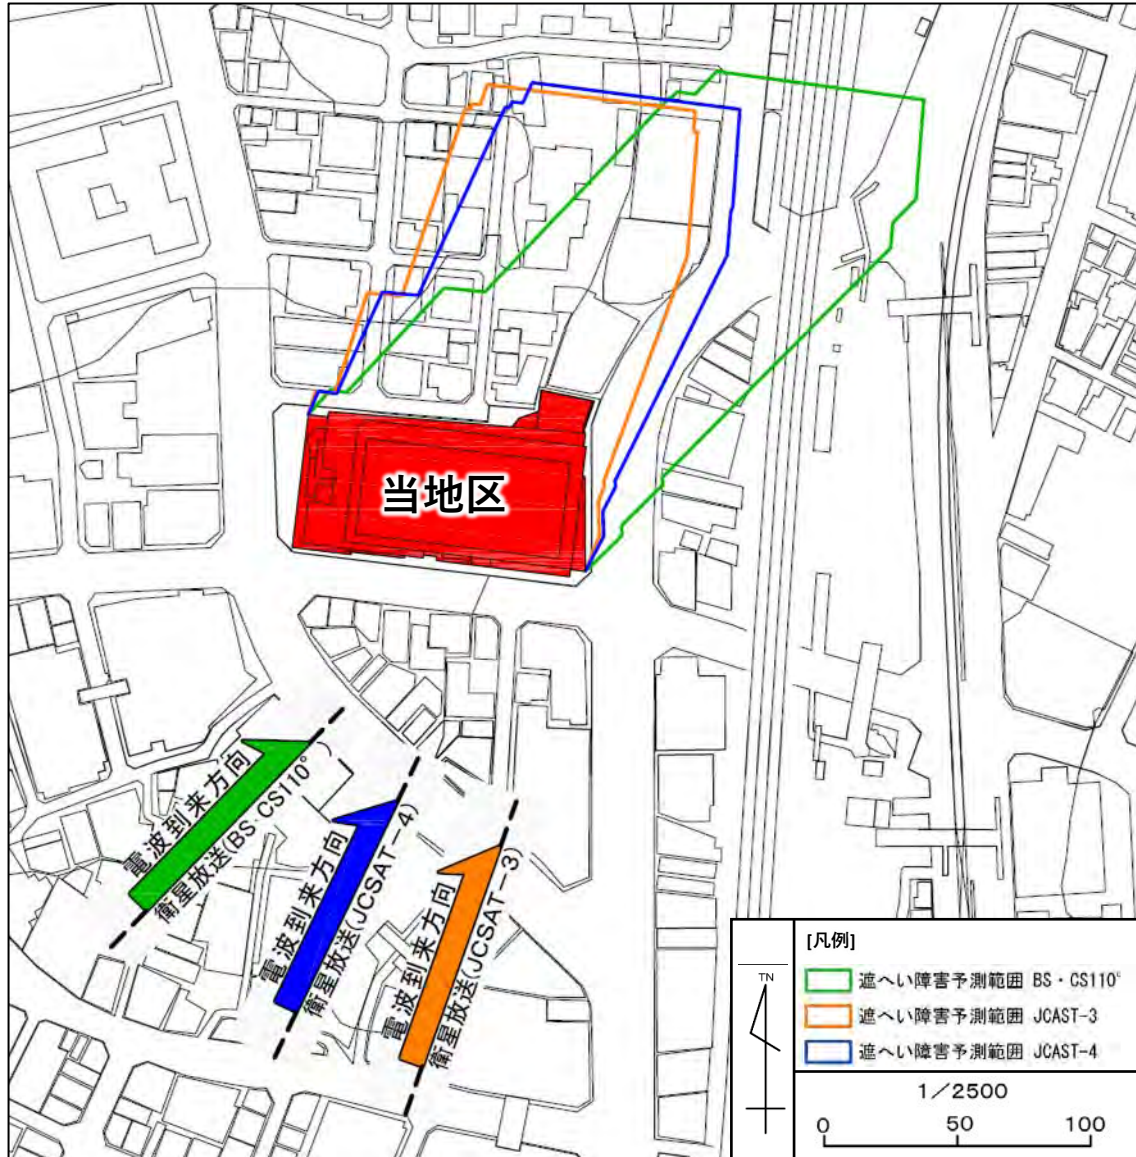 当地区
電波到来方向
衛星放送(BS·CS110°)
電波到来方向
衛星放送(JCSAT-4)
電波到来方向
衛星放送(JCSAT-3)
[凡例]
TN
遮へい障害予測範囲 BS・CS110°
遮へい障害予測範囲 JCAST-3
遮へい障害予測範囲 JCAST-4
1/2500
0 50 100